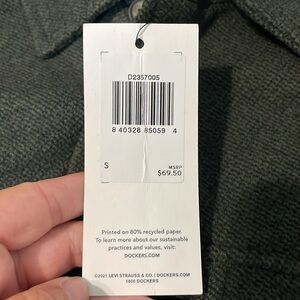 D2357005
8 40328 85059 4
S
MSRP
$69.50
Printed on 80% recycled paper.
To learn more about our sustainable
practices and values, visit:
DOCKERS.COM
©2021 LEVI STRAUSS & CO. | DOCKERS.COM
1800 DOCKERS